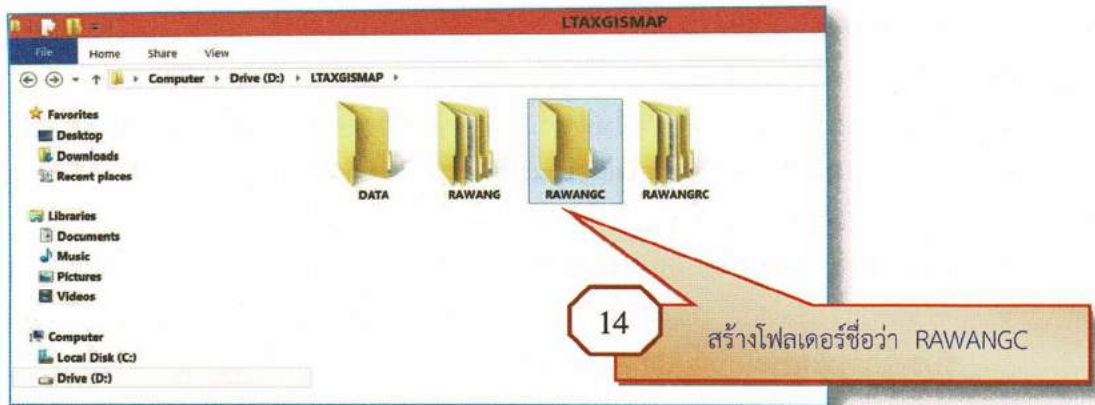 LTAXGISMAP
File Home Share View
Computer Drive (D:) LTAXGISMAP
Favorites
Desktop
Downloads
Recent places
Libraries
Documents
Music
Pictures
Videos
Computer
Local Disk (C:)
Drive (D:)
DATA RAWANG RAWANGC RAWANGRC
14
สร้างโฟลเดอร์ชื่อว่า RAWANGC